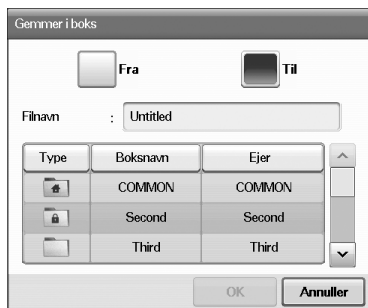 Gemmer i boks
Fra Til
Filnavn : Untitled
Type Boksnavn Ejer
COMMON COMMON
Second Second
Third Third
OK Annuller